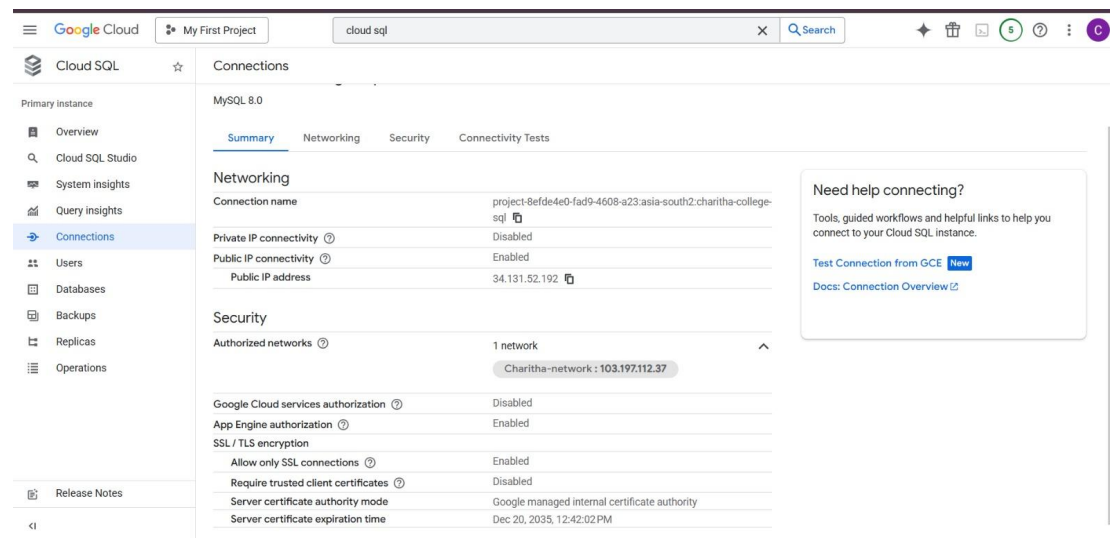 Google Cloud
My First Project
cloud sql
Search
5
C
Cloud SQL
Connections
Primary instance
MySQL 8.0
Overview
Cloud SQL Studio
System insights
Query insights
Connections
Users
Databases
Backups
Replicas
Operations
Release Notes
Summary Networking Security Connectivity Tests
Networking
Connection name project-8efde4e0-fad9-4608-a23:asia-south2:charitha-college-
sql
Private IP connectivity Disabled
Public IP connectivity Enabled
Public IP address 34.131.52.192
Security
Authorized networks 1 network
Charitha-network : 103.197.112.37
Google Cloud services authorization Disabled
App Engine authorization Enabled
SSL / TLS encryption
Allow only SSL connections Enabled
Require trusted client certificates Disabled
Server certificate authority mode Google managed internal certificate authority
Server certificate expiration time Dec 20, 2035, 12:42:02 PM
Need help connecting?
Tools, guided workflows and helpful links to help you
connect to your Cloud SQL instance.
Test Connection from GCE New
Docs: Connection Overview